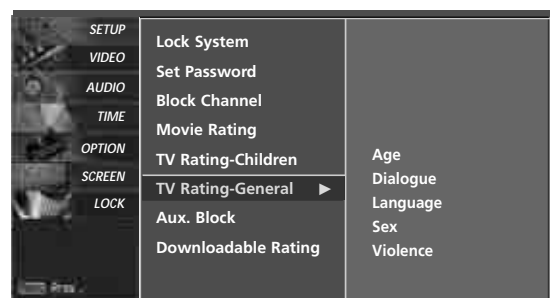 SETUP
VIDEO
AUDIO
TIME
OPTION
SCREEN
LOCK
Lock System
Set Password
Block Channel
Movie Rating
TV Rating-Children
TV Rating-General ▶
Aux. Block
Downloadable Rating
Age
Dialogue
Language
Sex
Violence